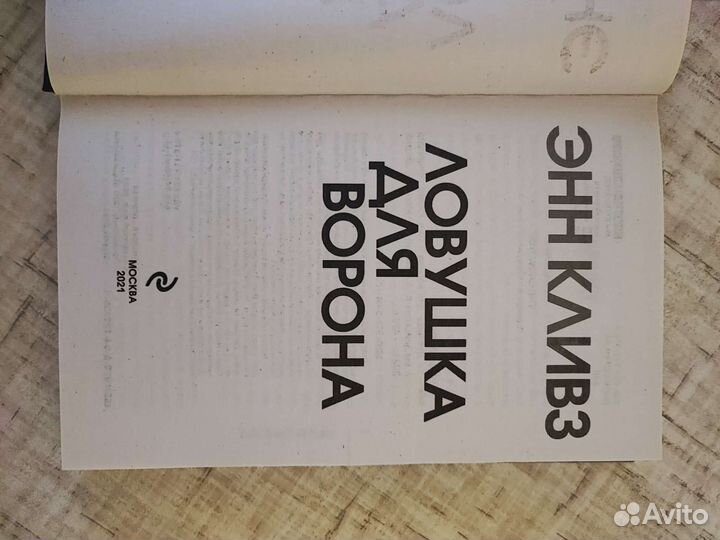 ЭНН КЛИВЗ
ЛОВУШКА
ДЛЯ
ВОРОНА
МОСКВА
2021
Avito